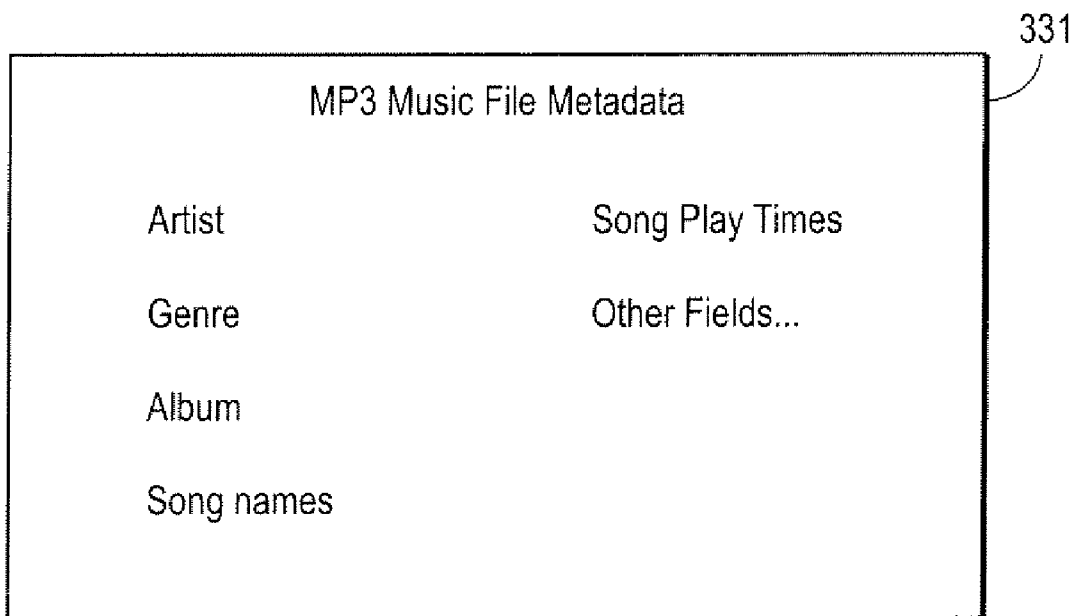 331
MP3 Music File Metadata
Artist
Genre
Album
Song names
Song Play Times
Other Fields...